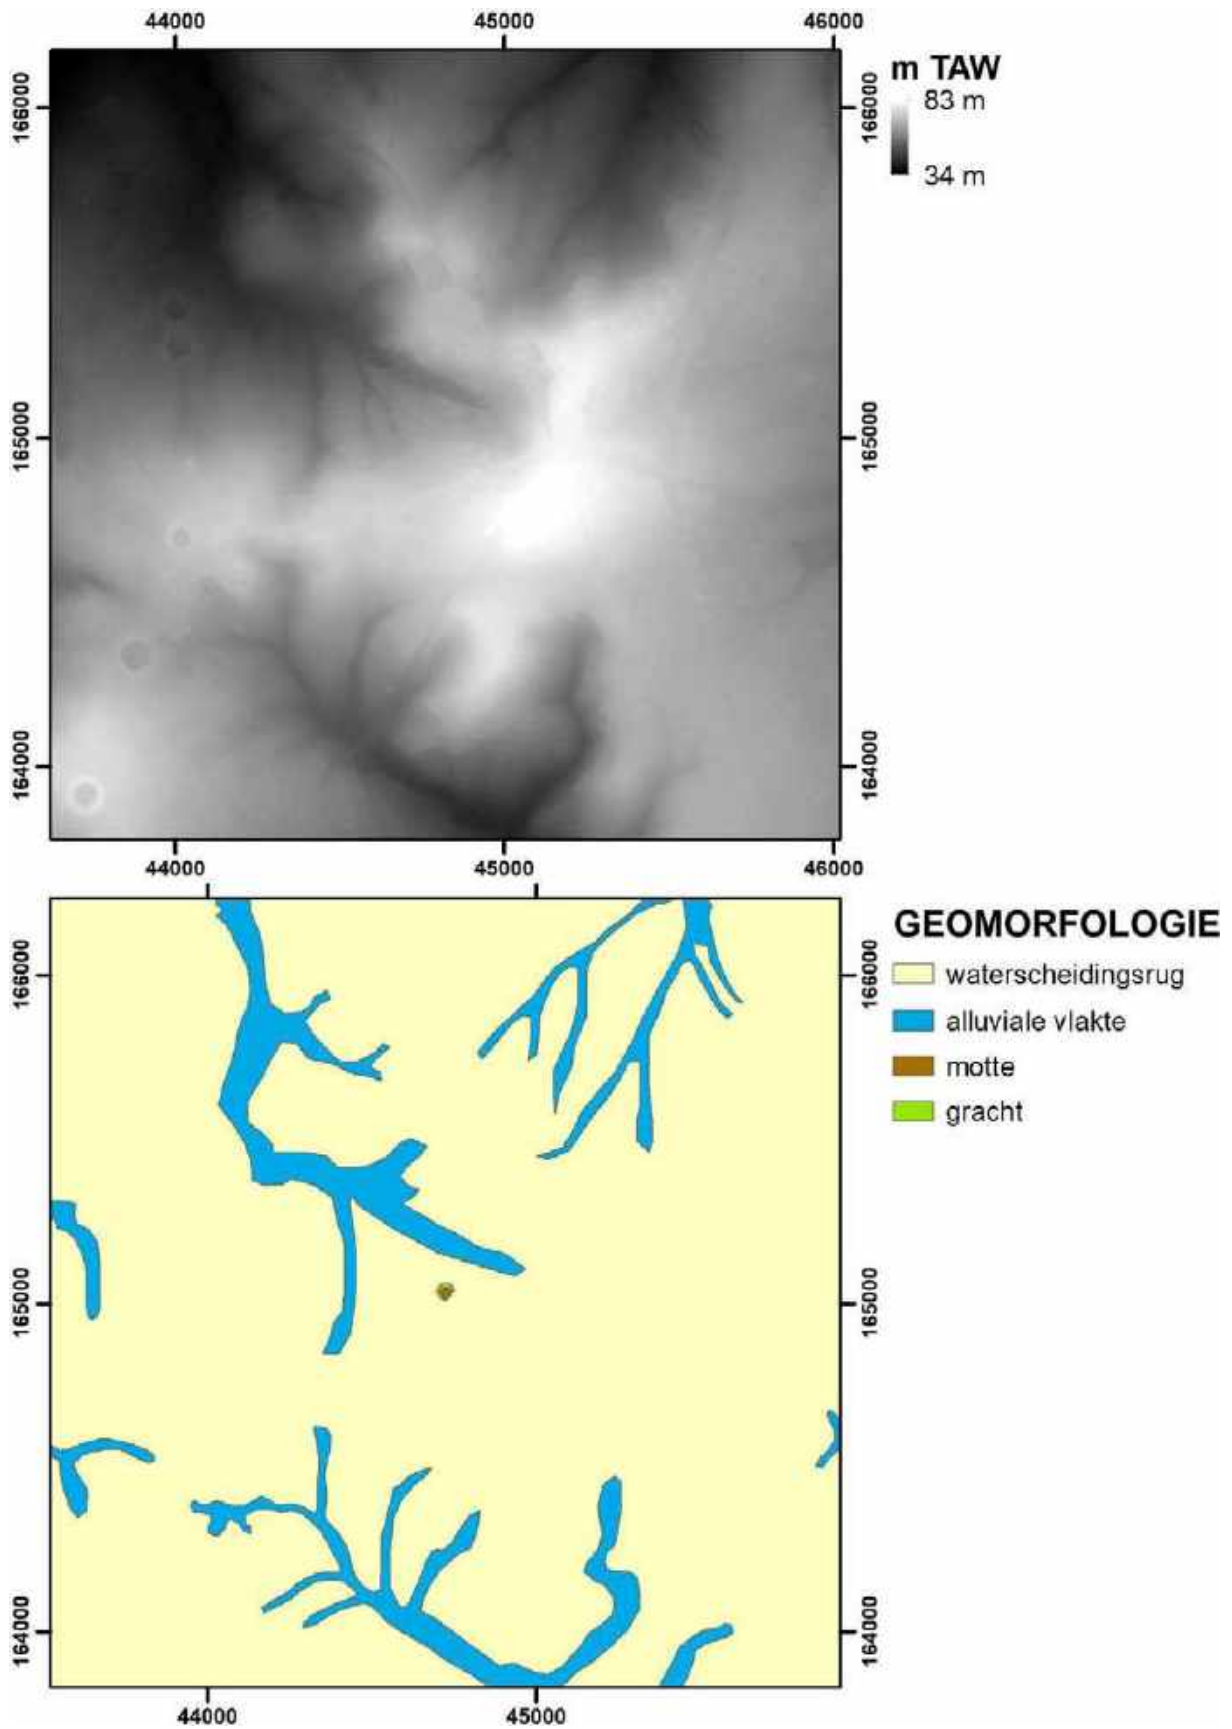 44000 45000 46000
m TAW
83 m
34 m
166000 166000
165000 165000
164000 164000
44000 45000 46000
GEOMORFOLOGIE
waterscheidingsrug
alluviale vlakte
motte
gracht
166000 166000
165000 165000
164000 164000
44000 45000